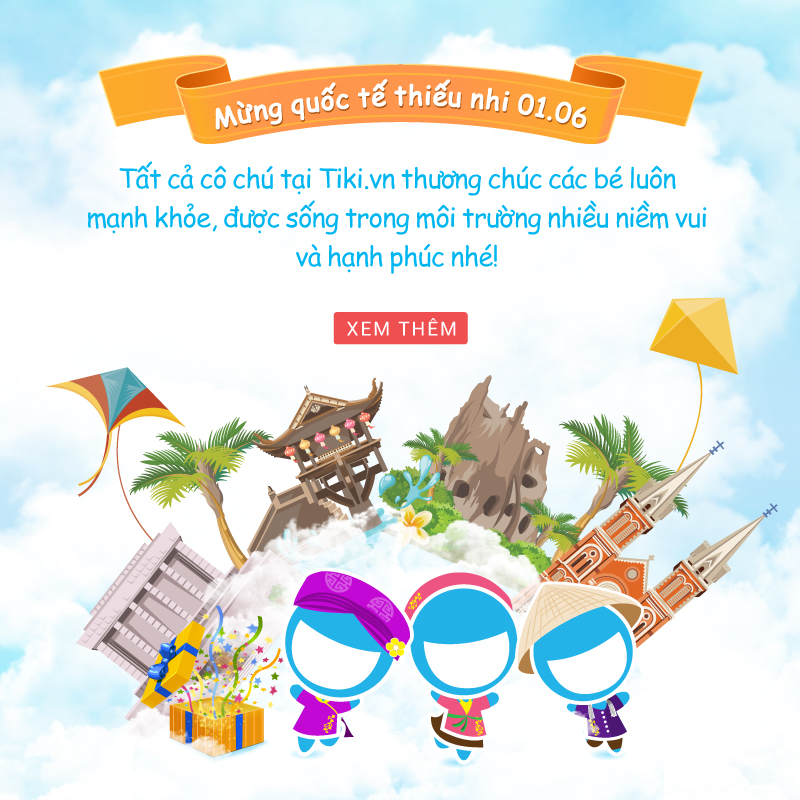 Mừng quốc tế thiếu nhi 01.06
Tất cả cô chú tại Tiki.vn thương chúc các bé luôn
mạnh khỏe, được sống trong môi trường nhiều niềm vui
và hạnh phúc nhé!
XEM THÊM